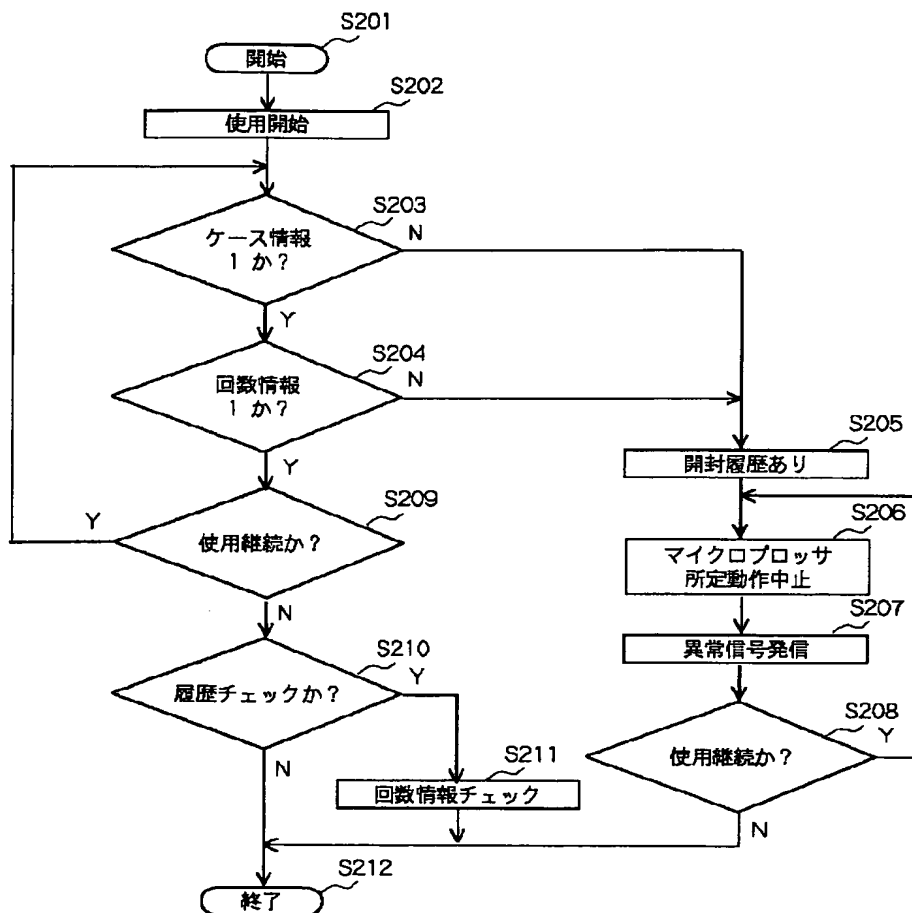 S201
開始
S202
使用開始
S203
ケース情報
1 か？
N
Y
S204
回数情報
1 か？
N
Y
S205
開封履歴あり
S206
マイクロプロッサ
所定動作中止
S207
異常信号発信
S208
使用継続か？
Y
N
S209
使用継続か？
Y
N
S210
履歴チェックか？
Y
N
S211
回数情報チェック
S212
終了